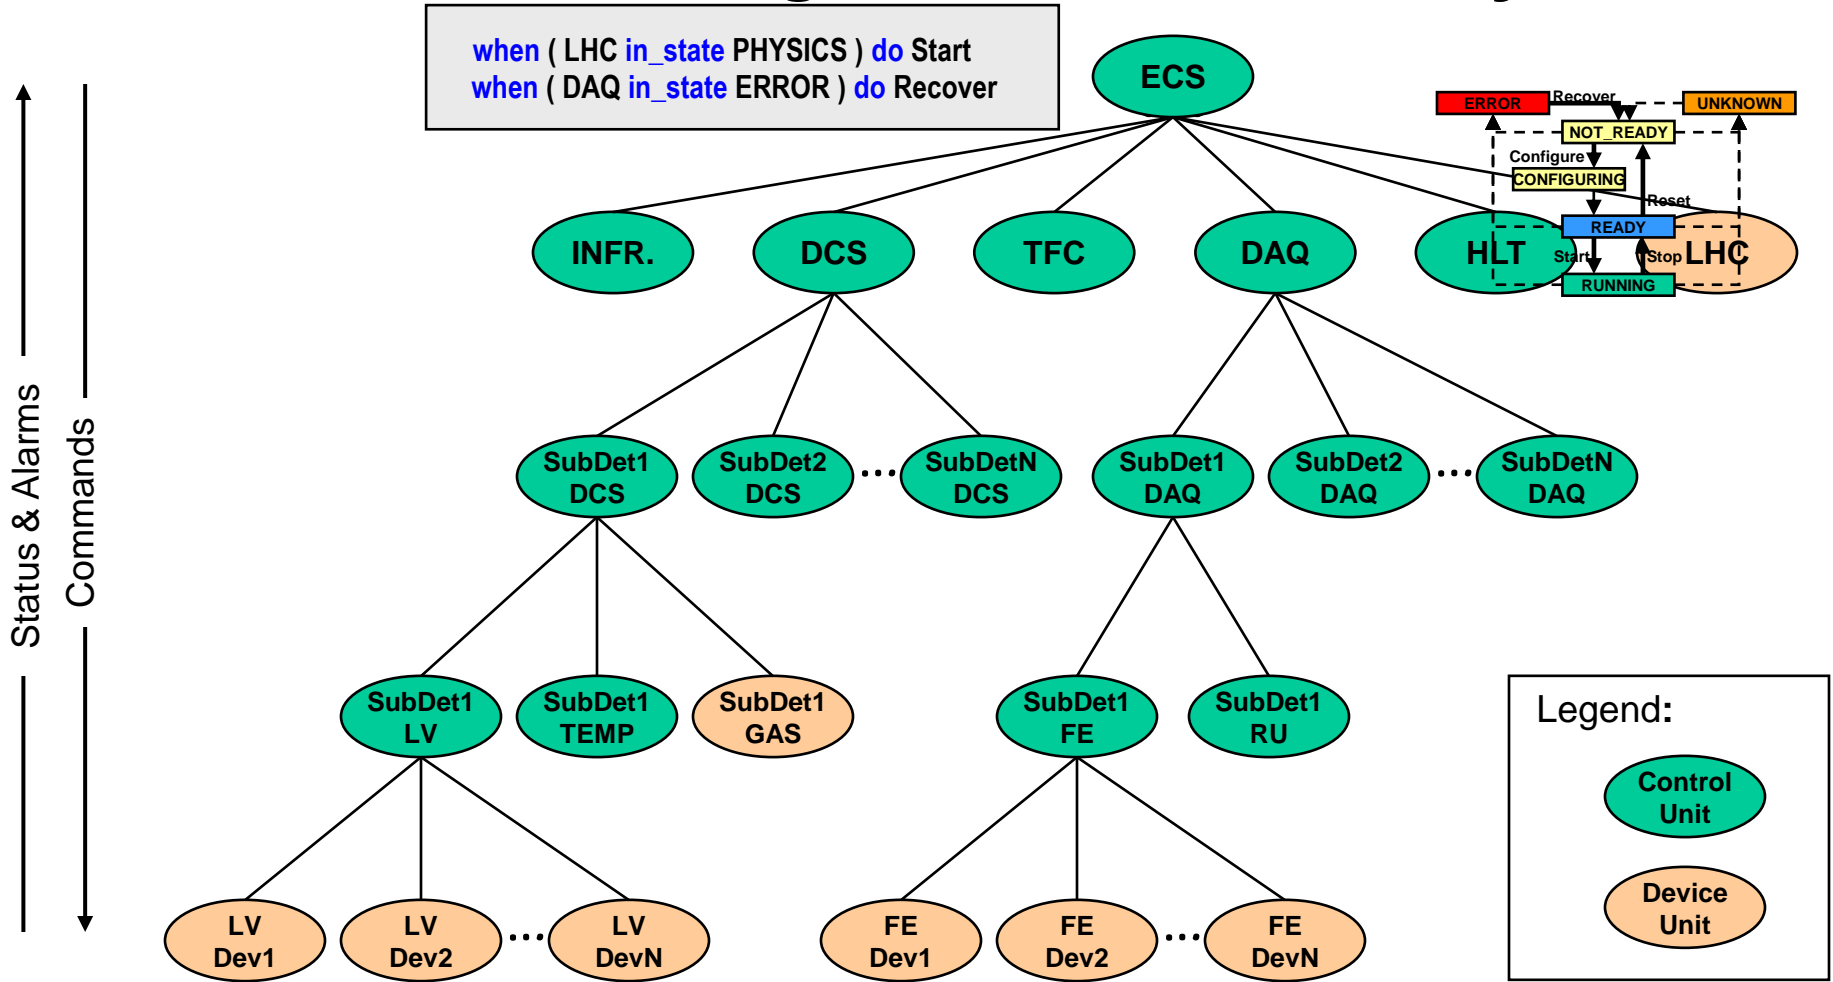 when ( LHC in_state PHYSICS ) do Start
when ( DAQ in_state ERROR ) do Recover
ECS
ERROR
Recover
UNKNOWN
NOT_READY
Configure
CONFIGURING
Reset
READY
Start
Stop
RUNNING
INFR.
DCS
TFC
DAQ
HLT
LHC
Status & Alarms
Commands
SubDet1
DCS
SubDet2
DCS
...
SubDetN
DCS
SubDet1
DAQ
SubDet2
DAQ
...
SubDetN
DAQ
SubDet1
LV
SubDet1
TEMP
SubDet1
GAS
SubDet1
FE
SubDet1
RU
LV
Dev1
LV
Dev2
...
LV
DevN
FE
Dev1
FE
Dev2
...
FE
DevN
Legend:
Control
Unit
Device
Unit